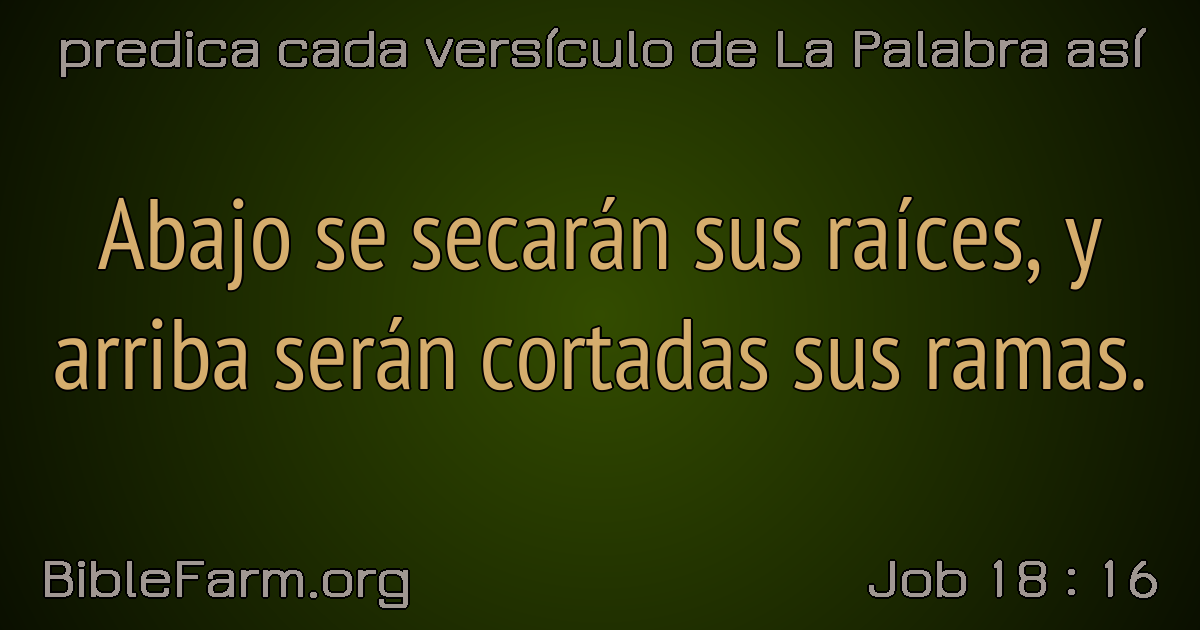 predica cada versículo de La Palabra así
Abajo se secarán sus raíces, y
arriba serán cortadas sus ramas.
BibleFarm.org
Job 18 : 16